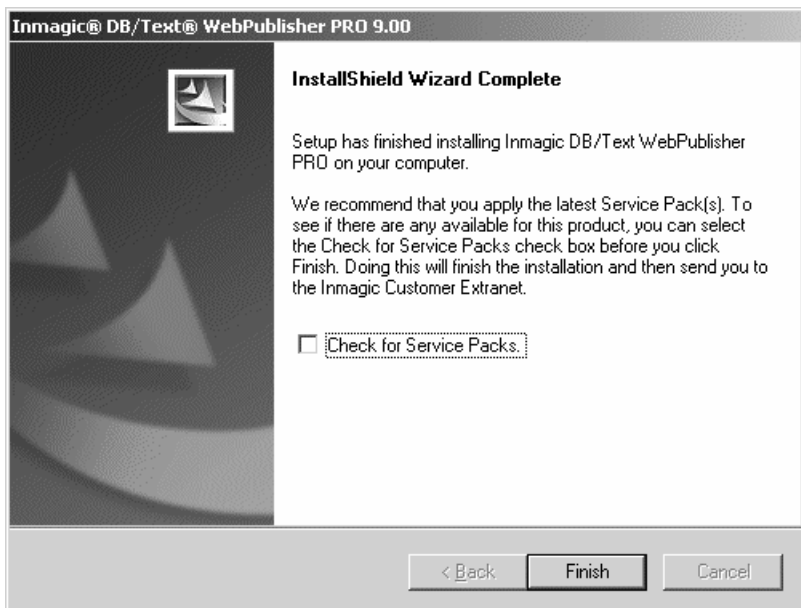 Inmagic® DB/Text® WebPublisher PRO 9.00
InstallShield Wizard Complete
Setup has finished installing Inmagic DB/Text WebPublisher
PRO on your computer.
We recommend that you apply the latest Service Pack(s). To
see if there are any available for this product, you can select
the Check for Service Packs check box before you click
Finish. Doing this will finish the installation and then send you to
the Inmagic Customer Extranet.
Check for Service Packs.
< Back
Finish
Cancel